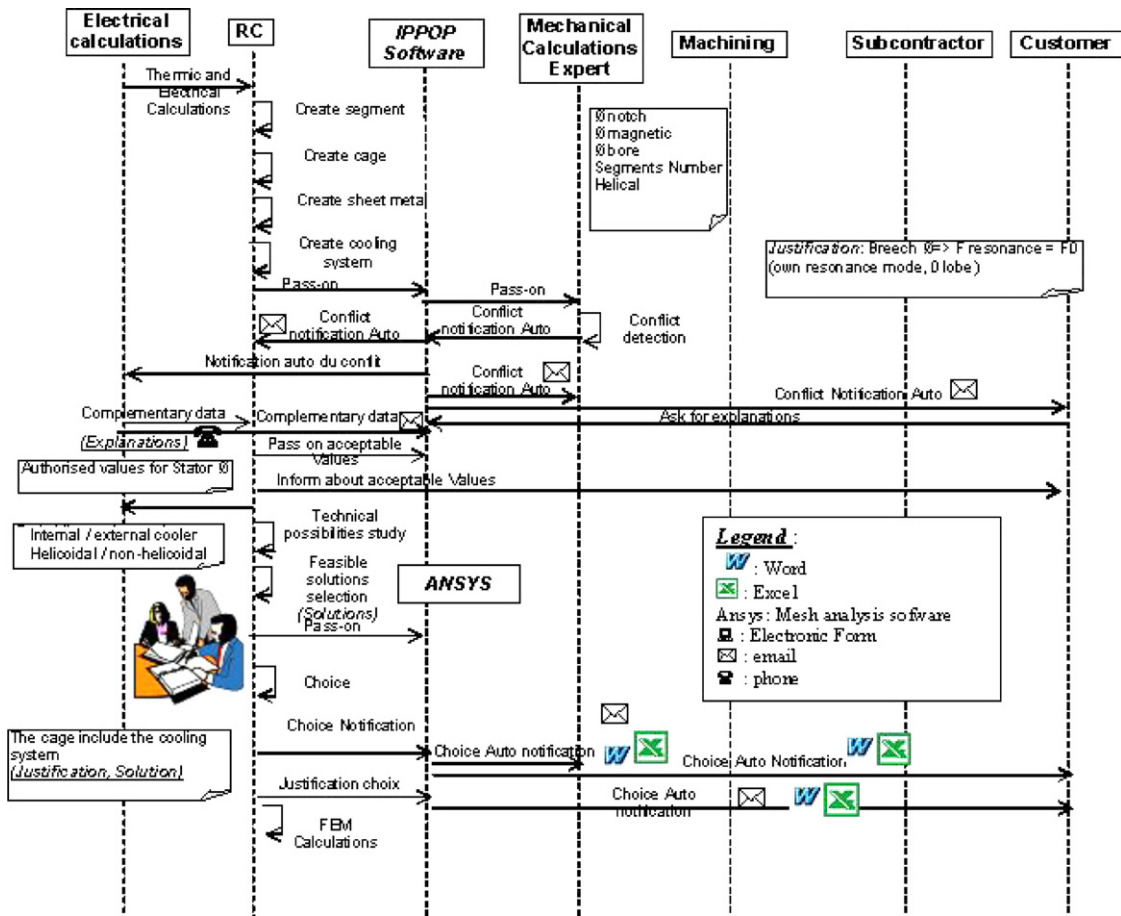 Electrical
calculations
RC
IPPOP
Software
Mechanical
Calculations
Expert
Machining
Subcontractor
Customer
Thermic and
Electrical
Calculations
Create segment
Create cage
Create sheet metal
Create cooling
system
Ø notch
Ø magnetic
Ø bore
Segments Number
Helical
Justification: Breech Ø=> F resonance = F0
(own resonance mode, 0 lobe)
Pass-on
Pass-on
Conflict
notification Auto
Conflict
notification Auto
Conflict
detection
Notification auto du conflit
Conflict
notification Auto
Conflict Notification Auto
Complementary data
Complementary data
Ask for explanations
(Explanations)
Pass on acceptable
Values
Authorised values for Stator Ø
Inform about acceptable Values
Technical
possibilities study
Internal / external cooler
Helicoidal / non-helicoidal
Feasible
solutions
selection
(Solutions)
ANSYS
Pass-on
Legend :
W : Word
: Excel
Ansys : Mesh analysis sofware
: Electronic Form
: email
: phone
Choice
Choice Notification
The cage include the cooling
system
(Justification, Solution)
Choice Auto notification
W
Choice Auto Notification
W
Justification choix
Choice Auto
notification
W
FEM
Calculations